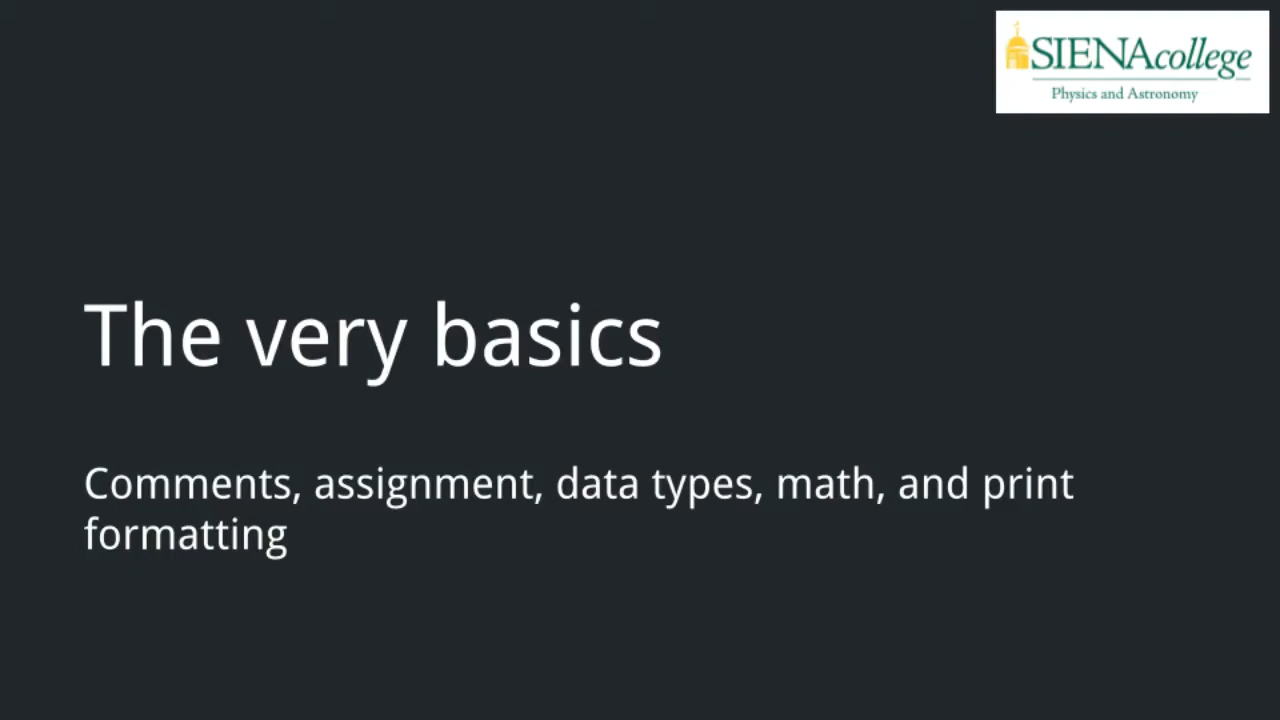 SIENAcollege
Physics and Astronomy
The very basics
Comments, assignment, data types, math, and print
formatting